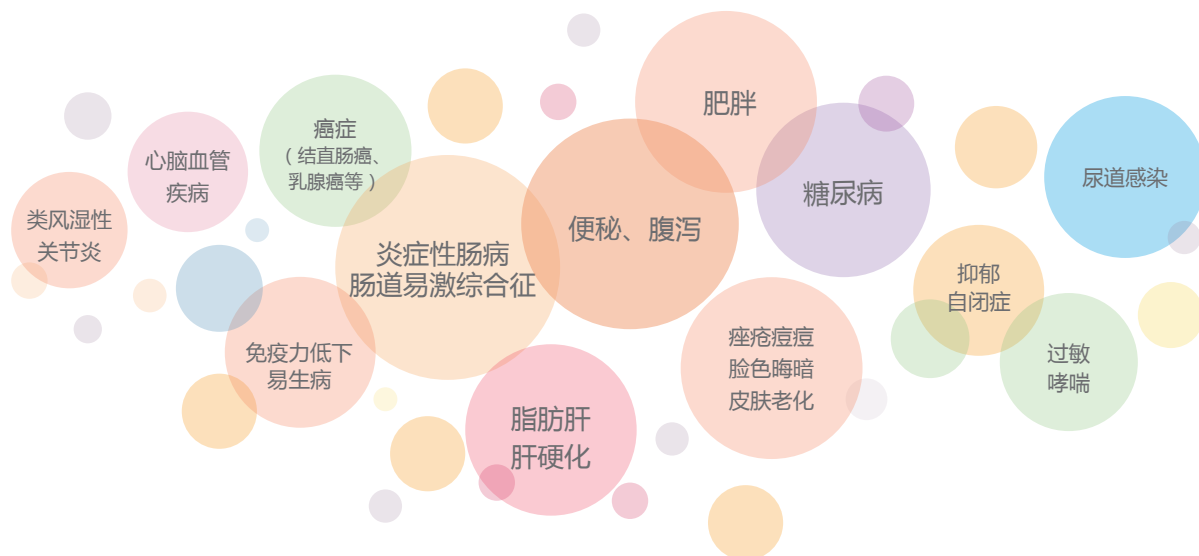 类风湿性
关节炎
心脑血管
疾病
癌症
（结直肠癌、
乳腺癌等）
免疫力低下
易生病
炎症性肠病
肠道易激综合征
便秘、腹泻
肥胖
脂肪肝
肝硬化
糖尿病
痤疮痘痘
脸色晦暗
皮肤老化
抑郁
自闭症
过敏
哮喘
尿道感染